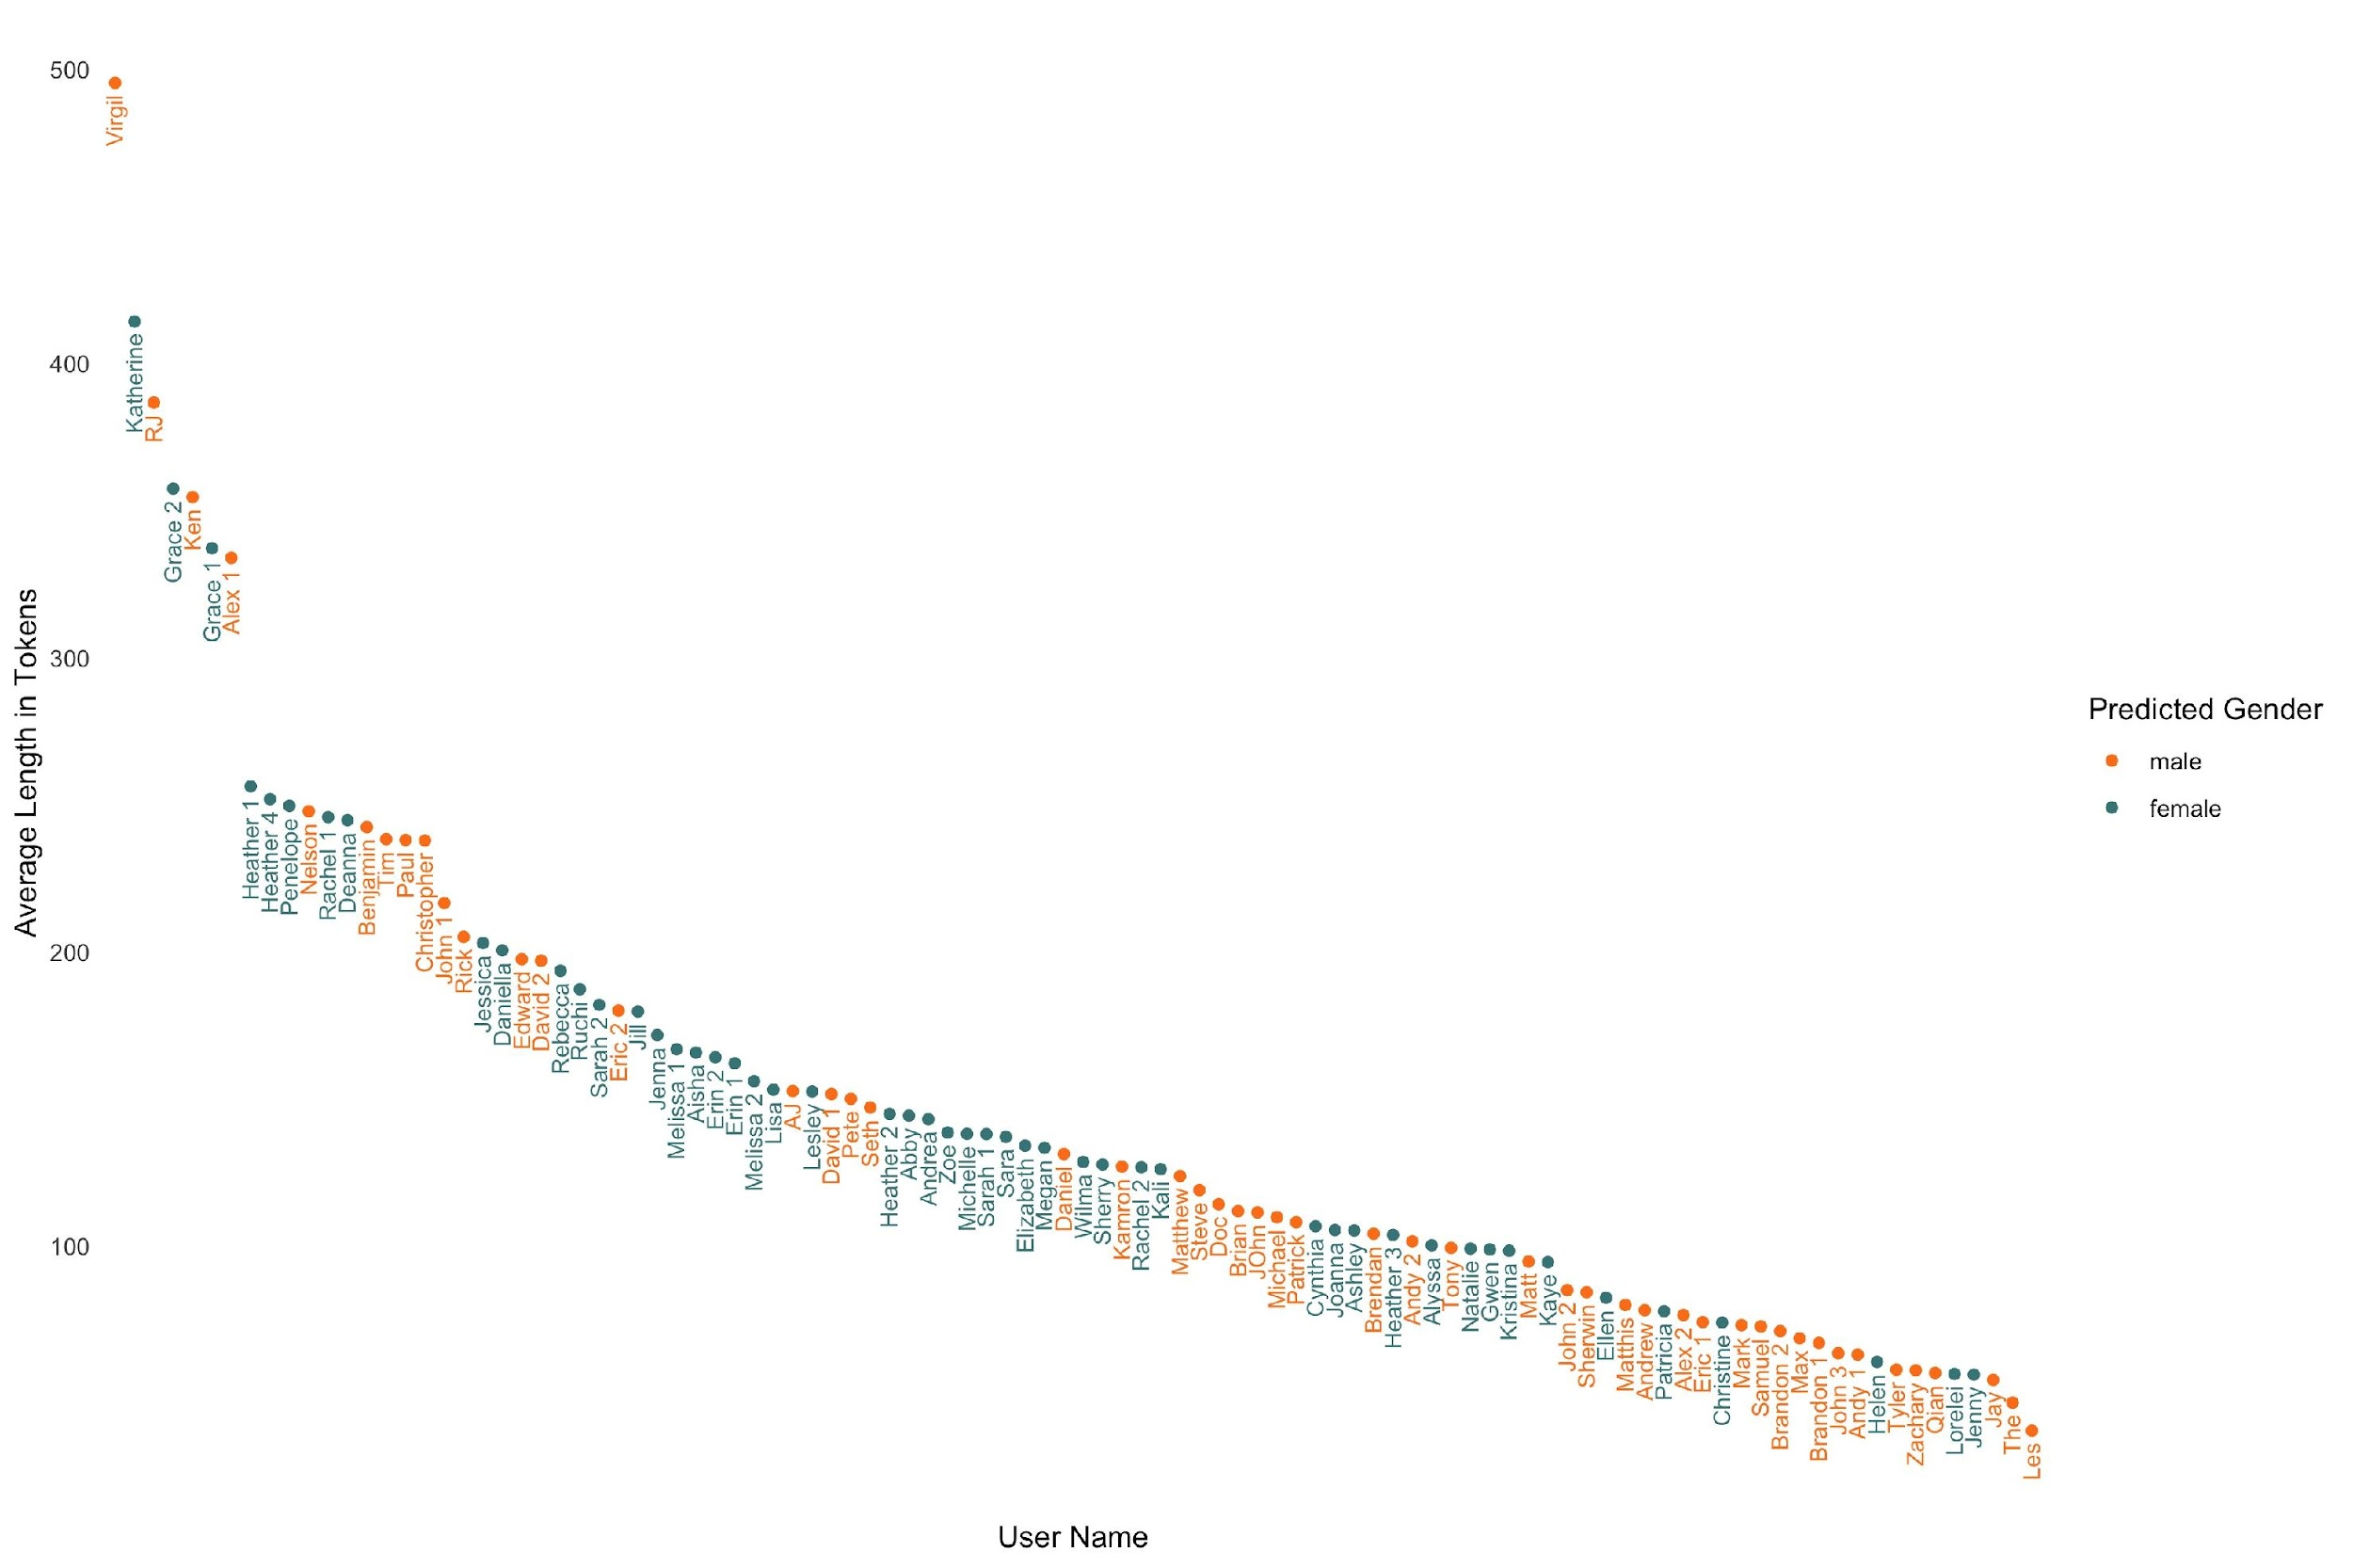 500
Virgil
400
Katherine
RJ
Grace 2
Ken
Grace 1
Alex 1
300
Average Length in Tokens
Predicted Gender
male
female
Heather 1
Heather 4
Penelope
Nelson
Rachel 1
Deanna
Benjamin
Tim
Paul
Christopher
John 1
200
Rick
Jessica
Daniella
Edward
David 2
Rebecca
Ruchi
Sarah 2
Eric 2
Jill
Jenna
Melissa 1
Aisha
Erin 2
Erin 1
Melissa 2
Lisa
AJ
Lesley
David 1
Pete
Seth
Heather 2
Abby
Andrea
Zoe
Michelle
Sarah 1
Sara
Elizabeth
Megan
Daniel
Wilma
Sherry
Kamron
Rachel 2
Kali
Matthew
Steve
Doc
Brian
JOhn
Michael
Patrick
Cynthia
Joanna
Ashley
Brendan
Heather 3
Andy 2
Alyssa
Tony
Natalie
Gwen
Kristina
Matt
Kaye
100
John 2
Sherwin
Ellen
Matthis
Andrew
Patricia
Alex 2
Eric 1
Christine
Mark
Samuel
Brandon 2
Max
Brandon 1
John 3
Andy 1
Helen
Tyler
Zachary
Qian
Lorelei
Jenny
Jay
The
Les
User Name